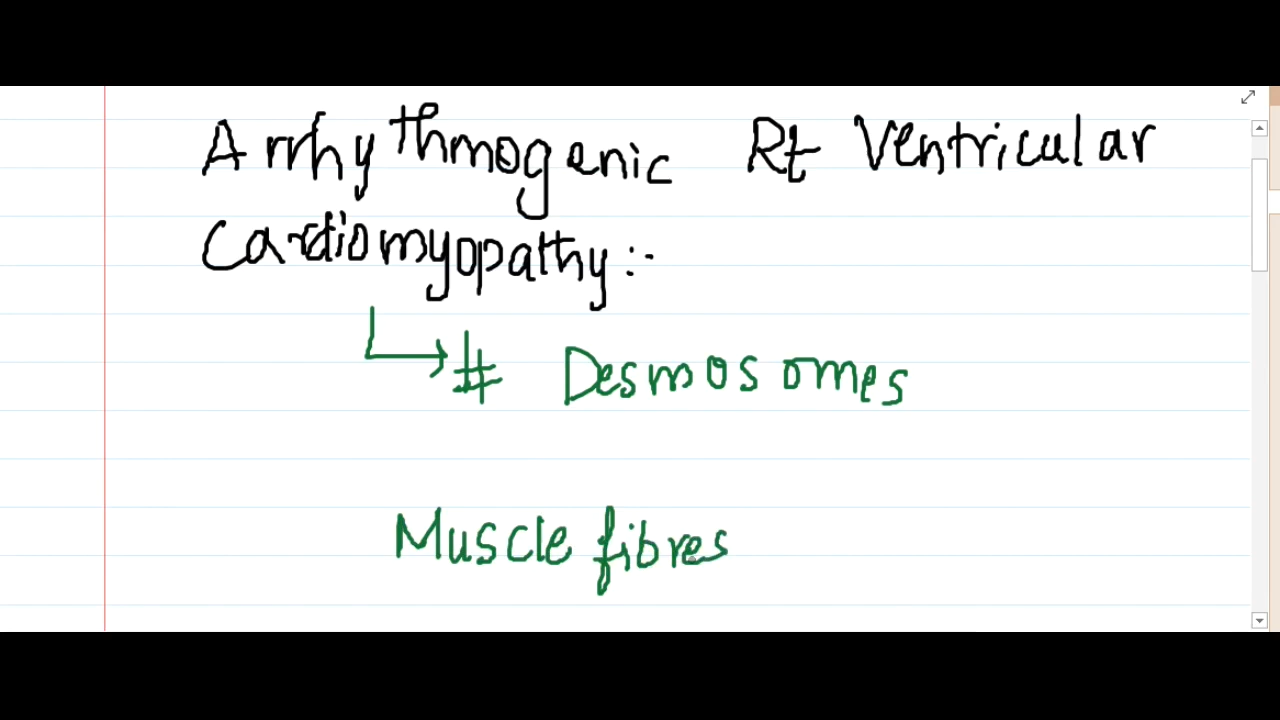 Arrhythmogenic Rt Ventricular
Cardiomyopathy :-
# Desmosomes
Muscle fibres